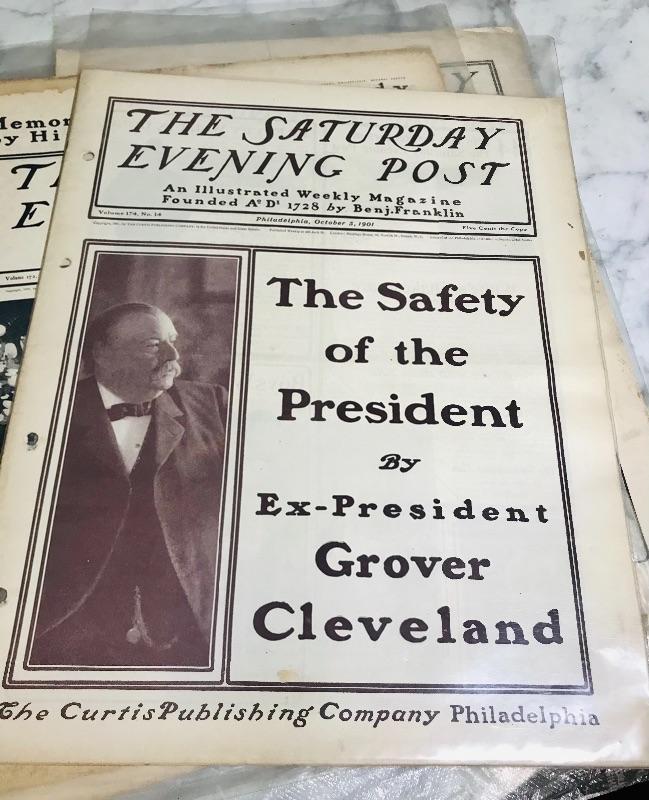 THE SATURDAY
EVENING POST
An Illustrated Weekly Magazine
Founded Aº Dⁱ 1728 by Benj. Franklin
Volume 174, No. 14
Philadelphia, October 5, 1901
Five Cents the Copy
The Safety
of the
President
By
Ex-President
Grover
Cleveland
The Curtis Publishing Company Philadelphia
Y
by Hi
T
E